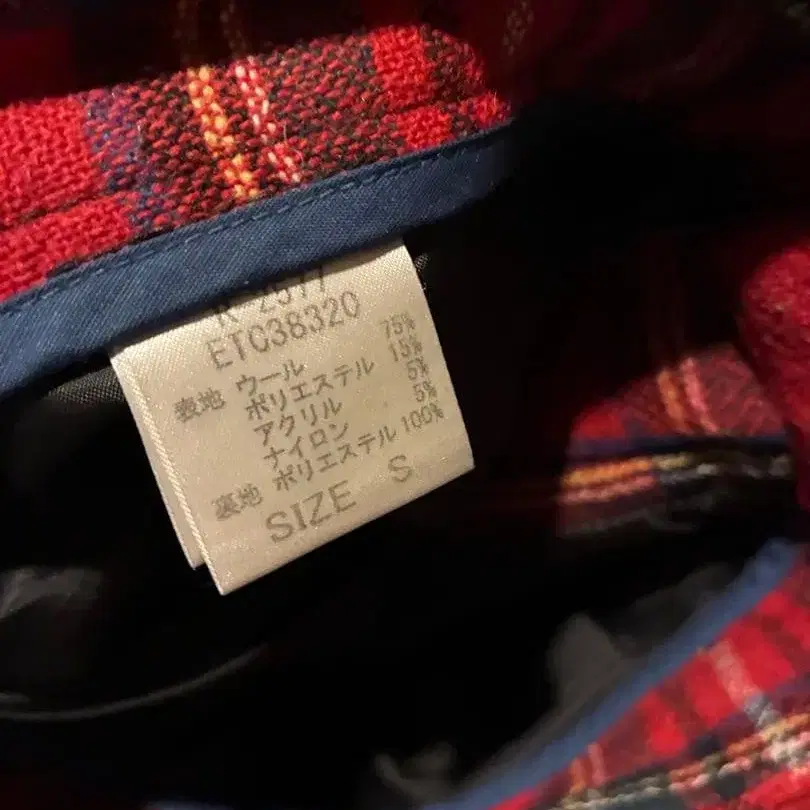 R-2577
ETC38320
表地 ウール 75%
ポリエステル 15%
アクリル 5%
ナイロン 5%
裏地 ポリエステル 100%
SIZE S